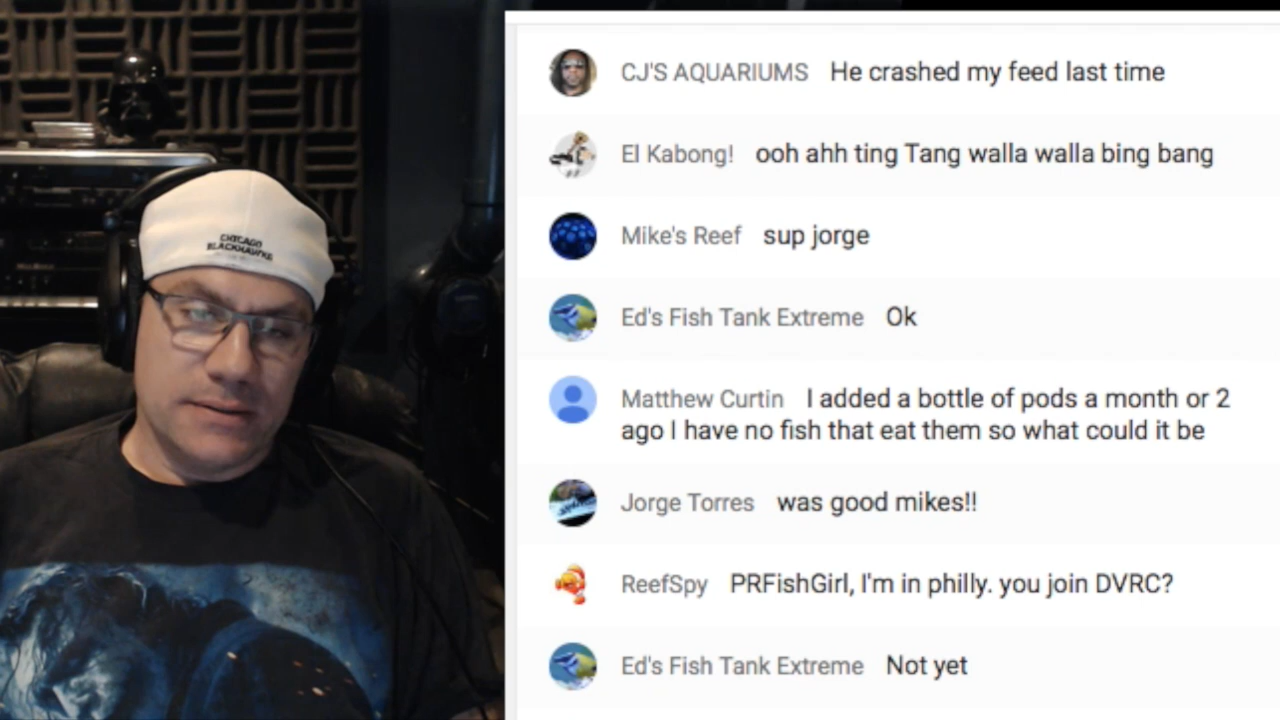 CJ'S AQUARIUMS He crashed my feed last time
El Kabong! ooh ahh ting Tang walla walla bing bang
Mike's Reef sup jorge
Ed's Fish Tank Extreme Ok
Matthew Curtin I added a bottle of pods a month or 2
ago I have no fish that eat them so what could it be
Jorge Torres was good mikes!!
ReefSpy PRFishGirl, I'm in philly. you join DVRC?
Ed's Fish Tank Extreme Not yet
CHICAGO
BLACKHAWKS